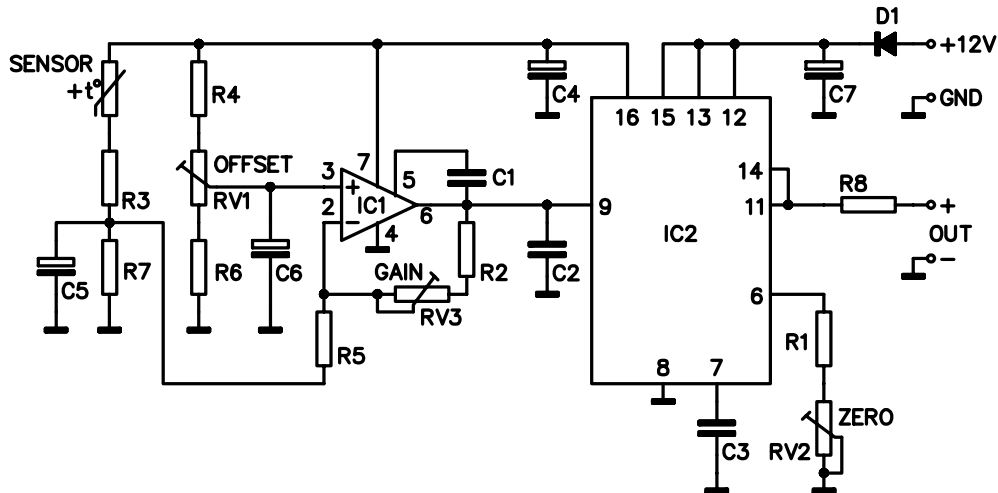 D1
+12V
SENSOR
+t°
R4
C4
C7
GND
16 15 13 12
OFFSET
R3
RV1
3
+
7
IC1
5
C1
14
R8
+
2
−
6
4
9
IC2
11
OUT
−
C5
R7
R6
C6
GAIN
R2
C2
RV3
6
R1
R5
8 7
C3
ZERO
RV2